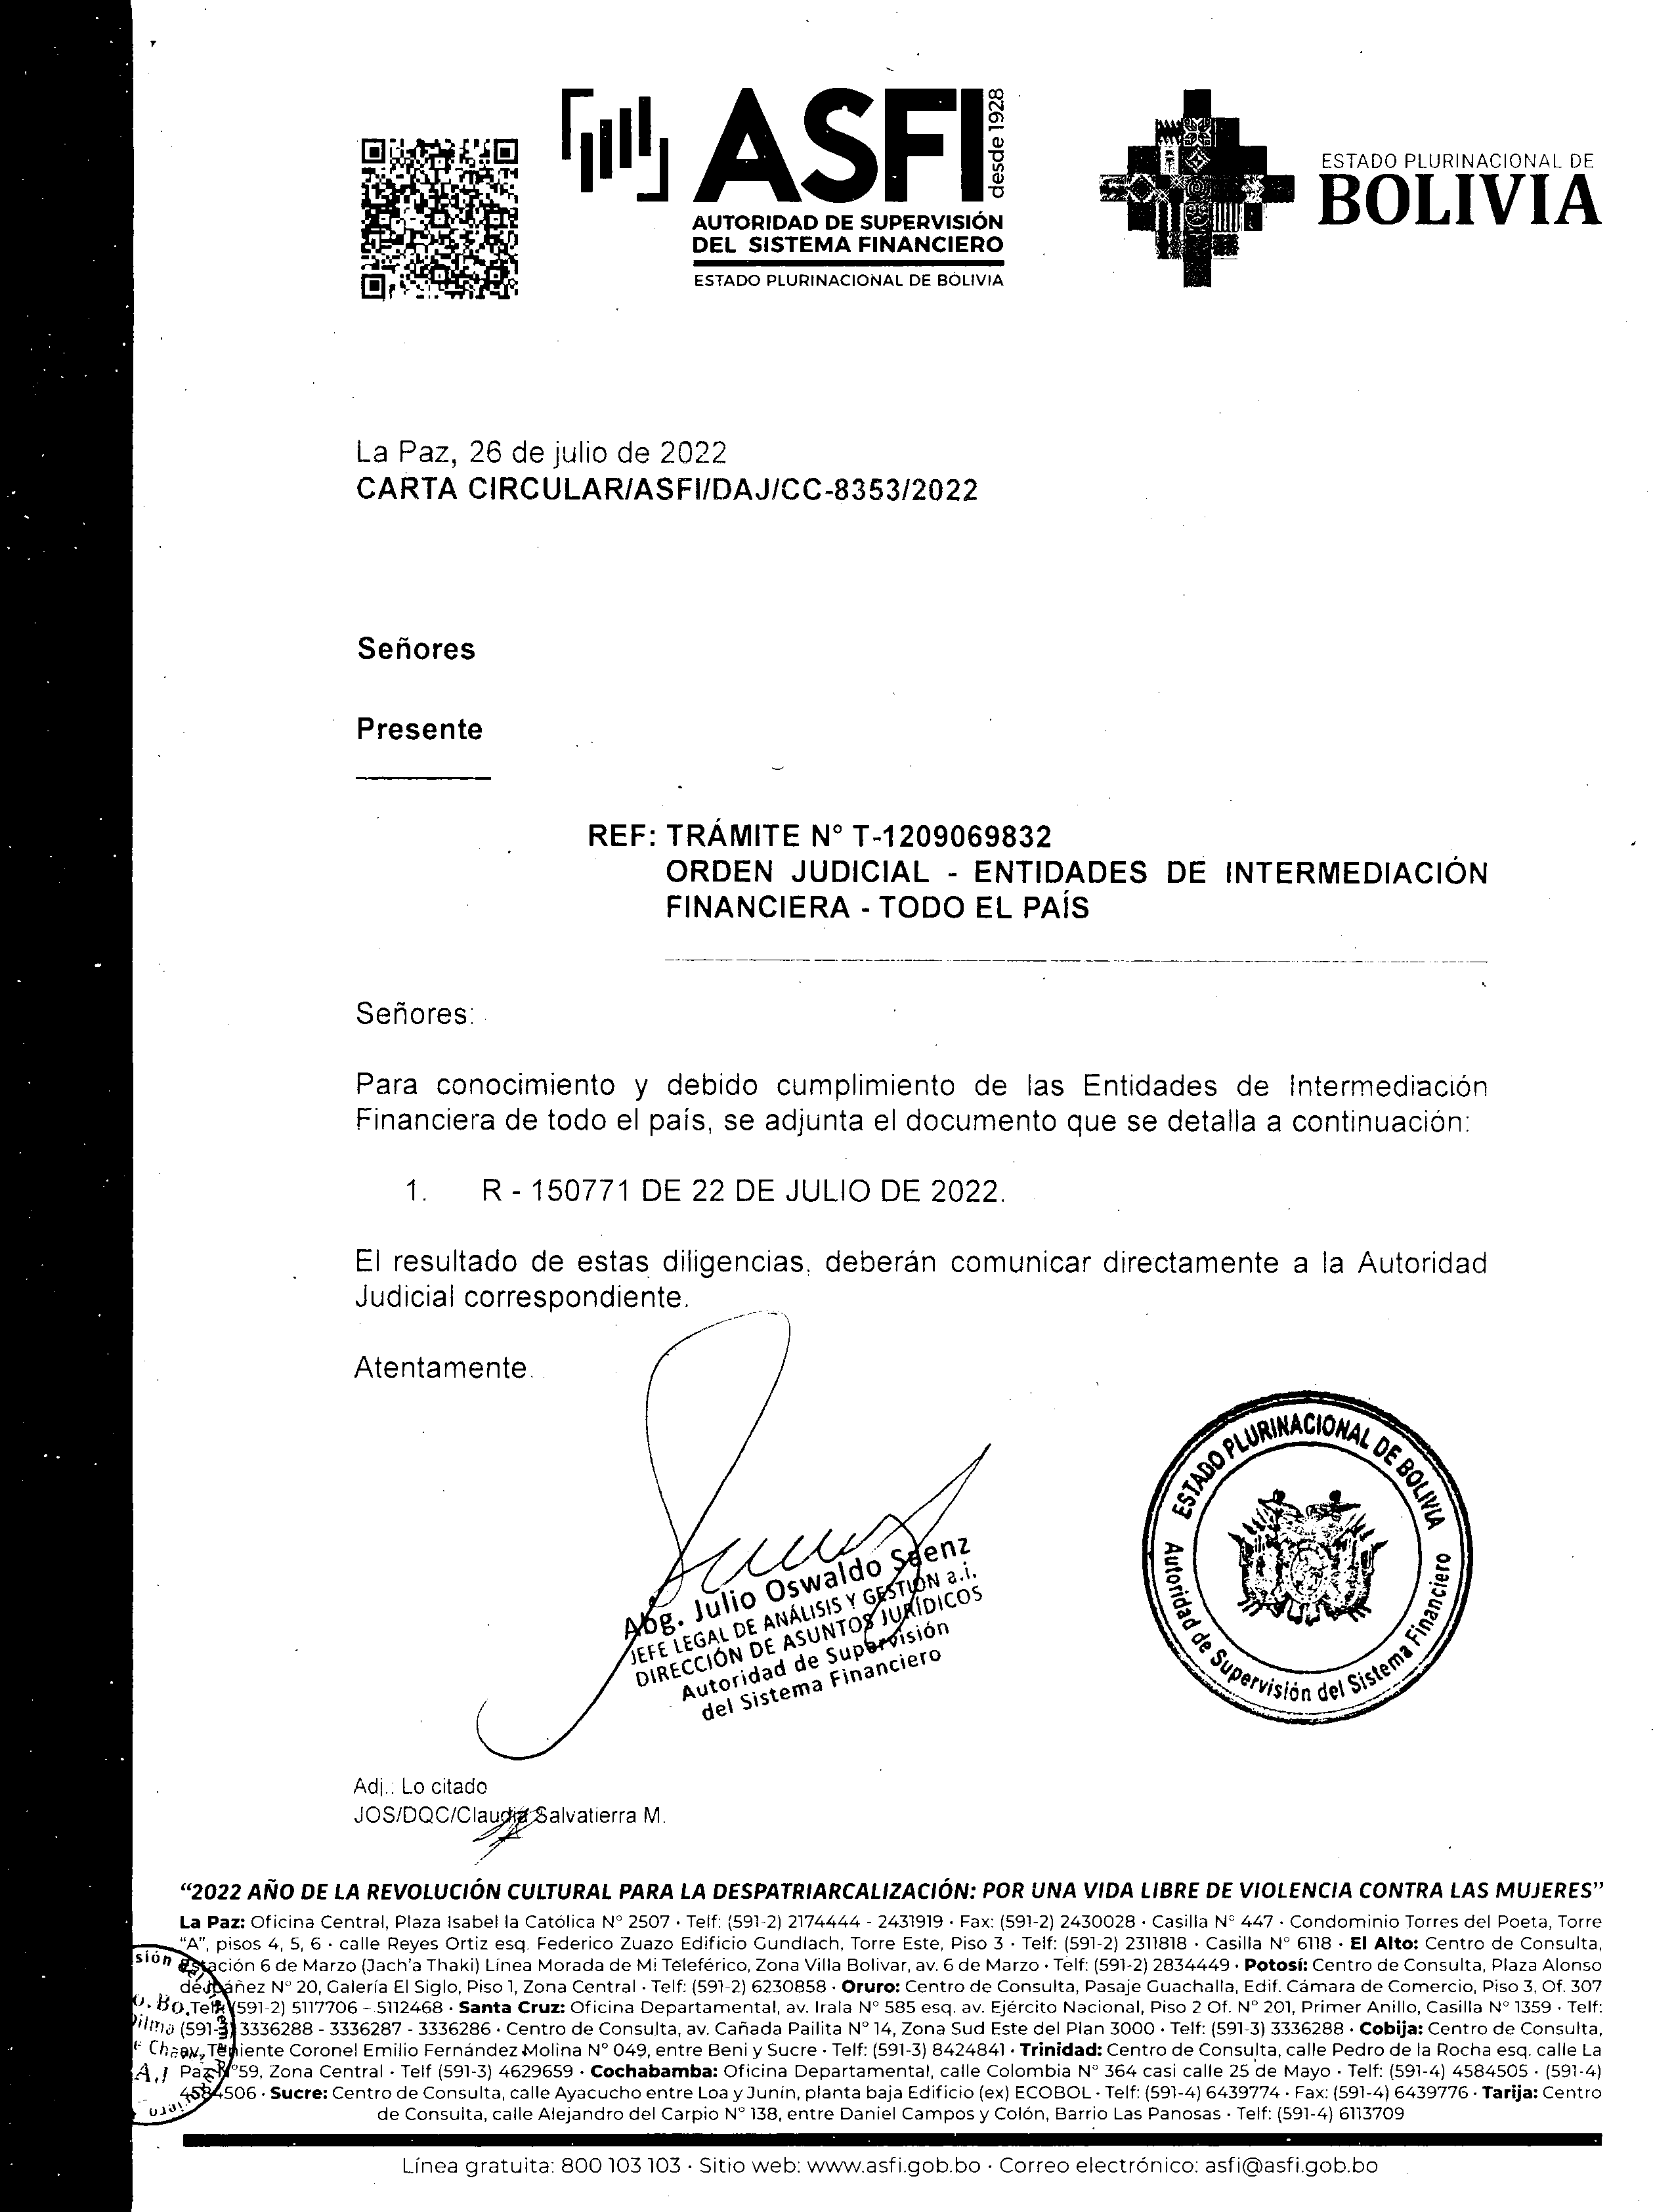 ASFI
desde 1928
AUTORIDAD DE SUPERVISIÓN
DEL SISTEMA FINANCIERO
ESTADO PLURINACIONAL DE BOLIVIA
ESTADO PLURINACIONAL DE
BOLIVIA
La Paz, 26 de julio de 2022
CARTA CIRCULAR/ASFI/DAJ/CC-8353/2022
Señores
Presente
REF: TRÁMITE N° T-1209069832
ORDEN JUDICIAL - ENTIDADES DE INTERMEDIACIÓN
FINANCIERA - TODO EL PAÍS
Señores:
Para conocimiento y debido cumplimiento de las Entidades de Intermediación
Financiera de todo el país, se adjunta el documento que se detalla a continuación:
1. R - 150771 DE 22 DE JULIO DE 2022.
El resultado de estas diligencias, deberán comunicar directamente a la Autoridad
Judicial correspondiente.
Atentamente.
Abg. Julio Oswaldo Saenz
JEFE LEGAL DE ANÁLISIS Y GESTIÓN a.i.
DIRECCIÓN DE ASUNTOS JURÍDICOS
Autoridad de Supervisión
del Sistema Financiero
ESTADO PLURINACIONAL DE BOLIVIA
Autoridad de Supervisión del Sistema Financiero
Adj.: Lo citado
JOS/DQC/Claudia Salvatierra M.
“2022 AÑO DE LA REVOLUCIÓN CULTURAL PARA LA DESPATRIARCALIZACIÓN: POR UNA VIDA LIBRE DE VIOLENCIA CONTRA LAS MUJERES”
La Paz: Oficina Central, Plaza Isabel la Católica N° 2507 · Telf: (591-2) 2174444 - 2431919 · Fax: (591-2) 2430028 · Casilla N° 447 · Condominio Torres del Poeta, Torre
“A”, pisos 4, 5, 6 · calle Reyes Ortiz esq. Federico Zuazo Edificio Gundlach, Torre Este, Piso 3 · Telf: (591-2) 2311818 · Casilla N° 6118 · El Alto: Centro de Consulta,
Estación 6 de Marzo (Jach’a Thaki) Línea Morada de Mi Teleférico, Zona Villa Bolivar, av. 6 de Marzo · Telf: (591-2) 2834449 · Potosí: Centro de Consulta, Plaza Alonso
de Ibáñez N° 20, Galería El Siglo, Piso 1, Zona Central · Telf: (591-2) 6230858 · Oruro: Centro de Consulta, Pasaje Guachalla, Edif. Cámara de Comercio, Piso 3, Of. 307
Telf: (591-2) 5117706 - 5112468 · Santa Cruz: Oficina Departamental, av. Irala N° 585 esq. av. Ejército Nacional, Piso 2 Of. N° 201, Primer Anillo, Casilla N° 1359 · Telf:
(591-3) 3336288 - 3336287 - 3336286 · Centro de Consulta, av. Cañada Pailita N° 14, Zona Sud Este del Plan 3000 · Telf: (591-3) 3336288 · Cobija: Centro de Consulta,
Teniente Coronel Emilio Fernández Molina N° 049, entre Beni y Sucre · Telf: (591-3) 8424841 · Trinidad: Centro de Consulta, calle Pedro de la Rocha esq. calle La
Paz N°59, Zona Central · Telf (591-3) 4629659 · Cochabamba: Oficina Departamental, calle Colombia N° 364 casi calle 25 de Mayo · Telf: (591-4) 4584505 · (591-4)
4584506 · Sucre: Centro de Consulta, calle Ayacucho entre Loa y Junín, planta baja Edificio (ex) ECOBOL · Telf: (591-4) 6439774 · Fax: (591-4) 6439776 · Tarija: Centro
de Consulta, calle Alejandro del Carpio N° 138, entre Daniel Campos y Colón, Barrio Las Panosas · Telf: (591-4) 6113709
Línea gratuita: 800 103 103 · Sitio web: www.asfi.gob.bo · Correo electrónico: asfi@asfi.gob.bo